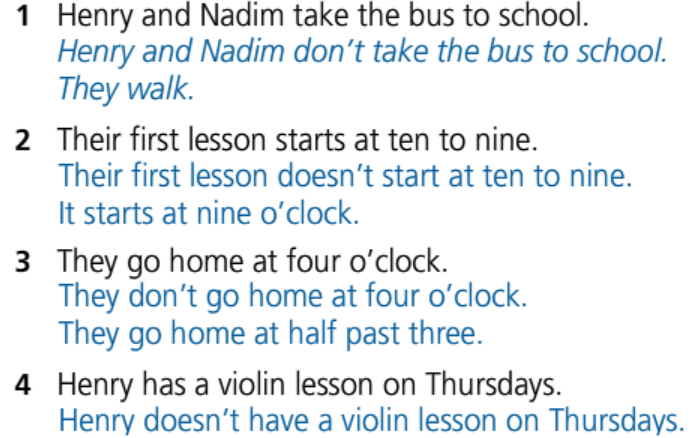 1 Henry and Nadim take the bus to school.
Henry and Nadim don't take the bus to school.
They walk.
2 Their first lesson starts at ten to nine.
Their first lesson doesn't start at ten to nine.
It starts at nine o'clock.
3 They go home at four o'clock.
They don't go home at four o'clock.
They go home at half past three.
4 Henry has a violin lesson on Thursdays.
Henry doesn't have a violin lesson on Thursdays.